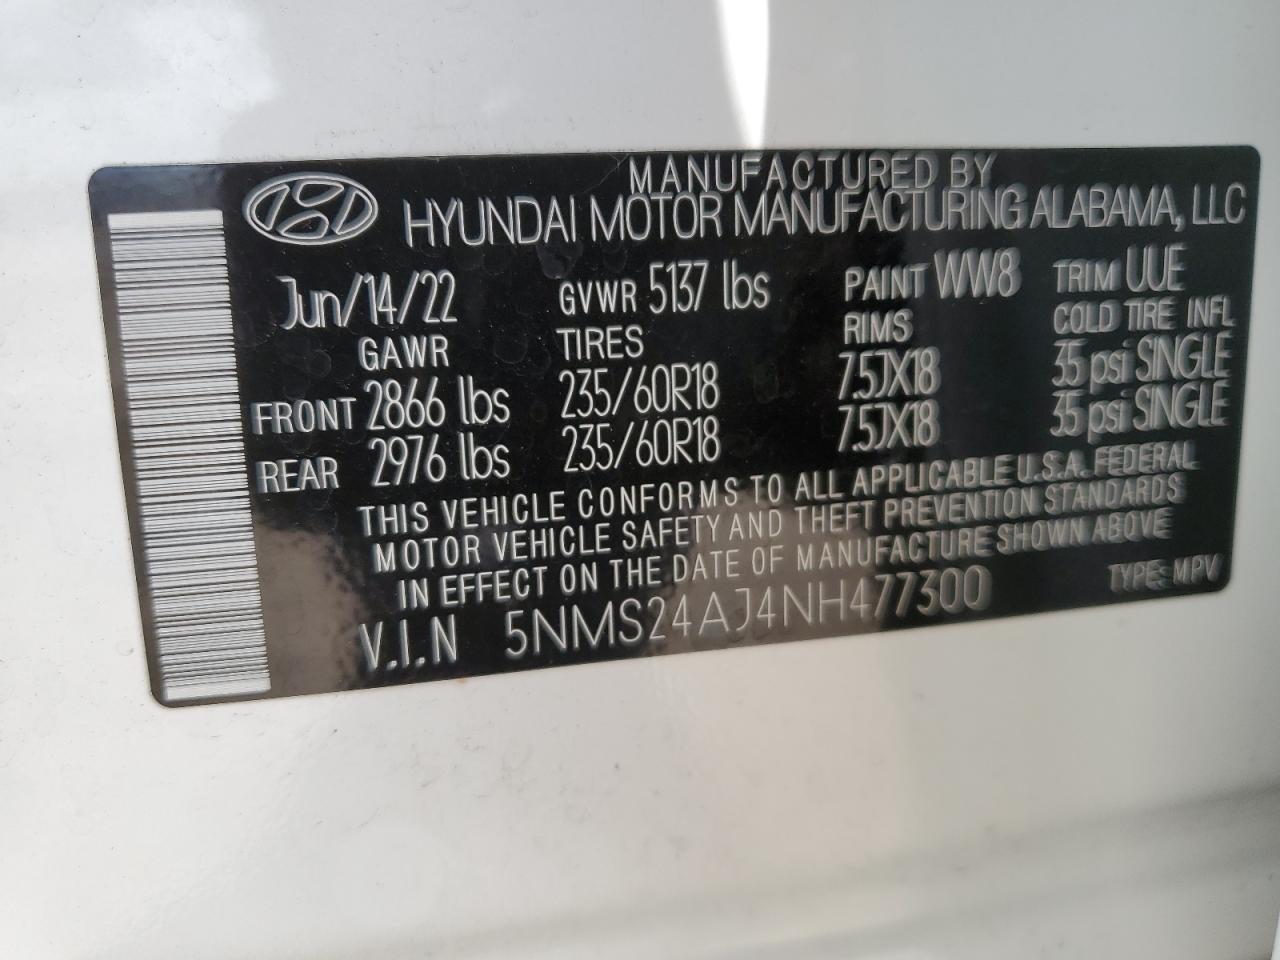 MANUFACTURED BY
HYUNDAI MOTOR MANUFACTURING ALABAMA, LLC
Jun/14/22 GVWR 5137 lbs PAINT WW8 TRIM UUE
GAWR TIRES RIMS COLD TIRE INFL
FRONT 2866 lbs 235/60R18 7.5JX18 35 psi SINGLE
REAR 2976 lbs 235/60R18 7.5JX18 35 psi SINGLE
THIS VEHICLE CONFORMS TO ALL APPLICABLE U.S.A. FEDERAL
MOTOR VEHICLE SAFETY AND THEFT PREVENTION STANDARDS
IN EFFECT ON THE DATE OF MANUFACTURE SHOWN ABOVE
V.I.N 5NMS24AJ4NH477300 TYPE: MPV